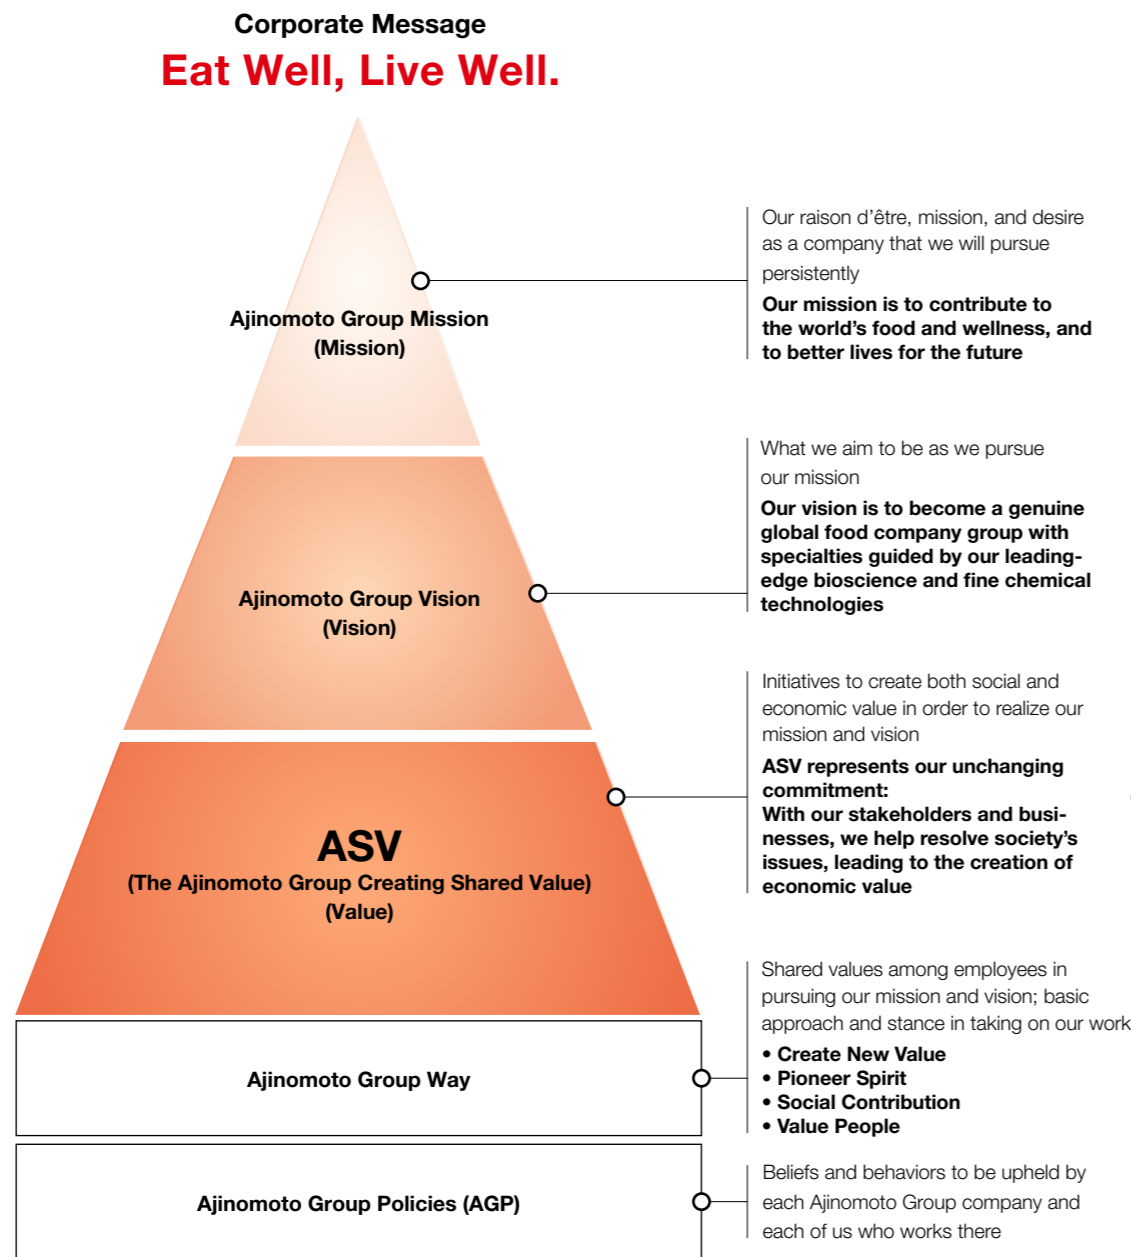 Corporate Message
Eat Well, Live Well.
Ajinomoto Group Mission
(Mission)
Our raison d’être, mission, and desire
as a company that we will pursue
persistently
Our mission is to contribute to
the world’s food and wellness, and
to better lives for the future
Ajinomoto Group Vision
(Vision)
What we aim to be as we pursue
our mission
Our vision is to become a genuine
global food company group with
specialties guided by our leading-
edge bioscience and fine chemical
technologies
ASV
(The Ajinomoto Group Creating Shared Value)
(Value)
Initiatives to create both social and
economic value in order to realize our
mission and vision
ASV represents our unchanging
commitment:
With our stakeholders and busi-
nesses, we help resolve society’s
issues, leading to the creation of
economic value
Ajinomoto Group Way
Shared values among employees in
pursuing our mission and vision; basic
approach and stance in taking on our work
• Create New Value
• Pioneer Spirit
• Social Contribution
• Value People
Ajinomoto Group Policies (AGP)
Beliefs and behaviors to be upheld by
each Ajinomoto Group company and
each of us who works there